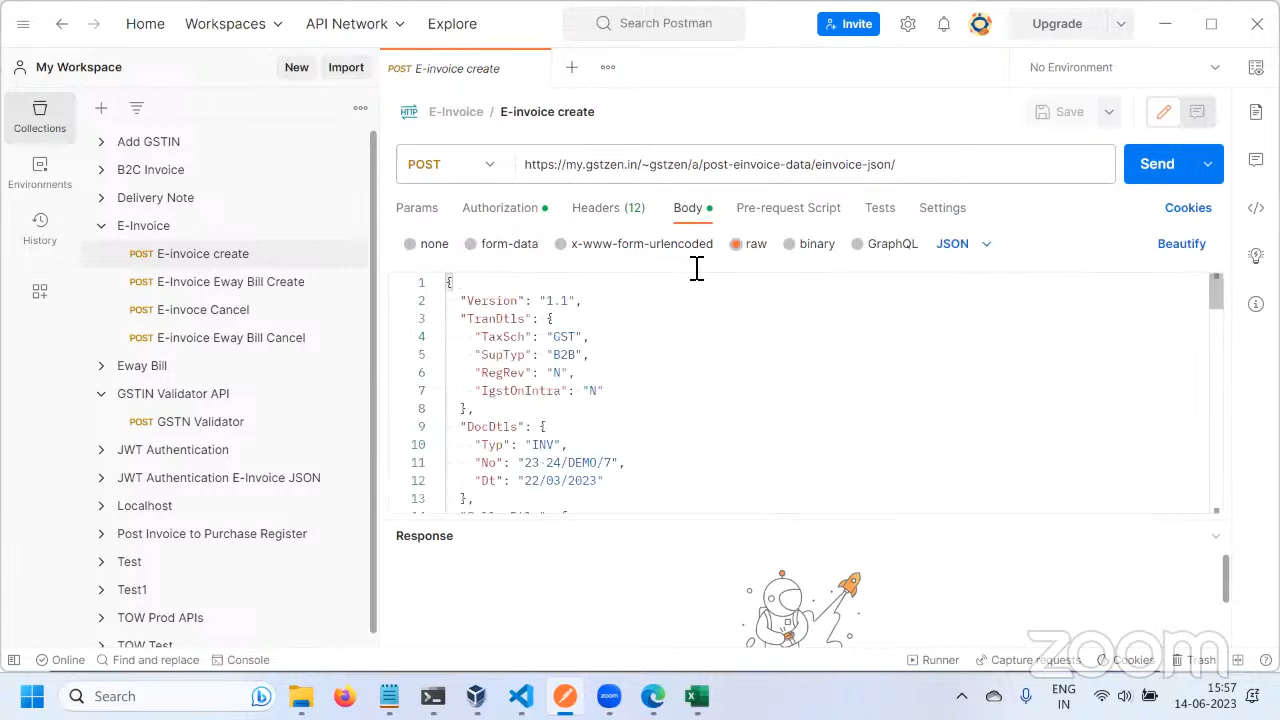 Home Workspaces API Network Explore Search Postman Invite Upgrade
My Workspace New Import POST E-invoice create No Environment
Collections
Environments
History
Add GSTIN
B2C Invoice
Delivery Note
E-Invoice
POST E-invoice create
POST E-Invoice Eway Bill Create
POST E-invoce Cancel
POST E-invoice Eway Bill Cancel
Eway Bill
GSTIN Validator API
POST GSTN Validator
JWT Authentication
JWT Authentication E-Invoice JSON
Localhost
Post Invoice to Purchase Register
Test
Test1
TOW Prod APIs
TOW Test
HTTP E-Invoice / E-invoice create Save
POST https://my.gstzen.in/~gstzen/a/post-einvoice-data/einvoice-json/ Send
Params Authorization Headers (12) Body Pre-request Script Tests Settings Cookies
none form-data x-www-form-urlencoded raw binary GraphQL JSON Beautify
1 {
2 "Version": "1.1",
3 "TranDtls": {
4 "TaxSch": "GST",
5 "SupTyp": "B2B",
6 "RegRev": "N",
7 "IgstOnIntra": "N"
8 },
9 "DocDtls": {
10 "Typ": "INV",
11 "No": "23-24/DEMO/7",
12 "Dt": "22/03/2023"
13 },
Response
Online Find and replace Console Runner Capture requests Cookies Trash
zoom
Search zoom ENG IN 15:57 14-06-2023